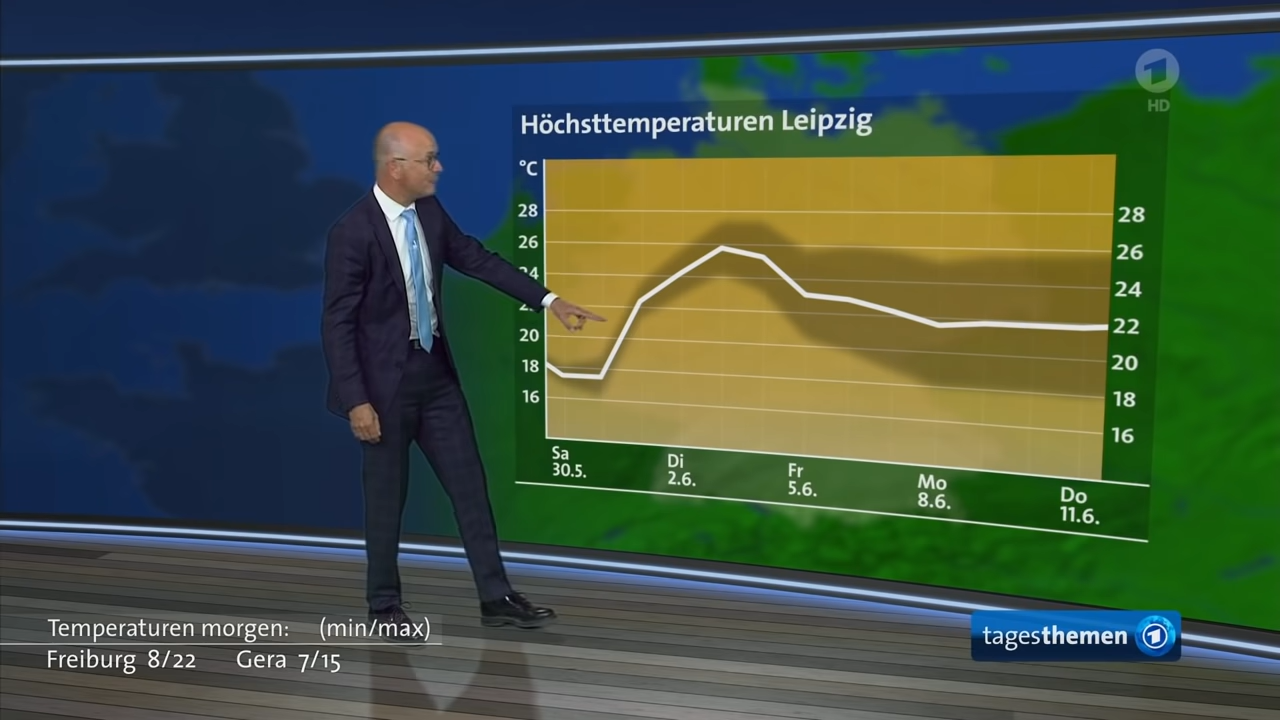 HD
Höchsttemperaturen Leipzig
°C
28
26
24
20
18
16
28
26
24
22
20
18
16
Sa
30.5.
Di
2.6.
Fr
5.6.
Mo
8.6.
Do
11.6.
Temperaturen morgen: (min/max)
Freiburg 8/22 Gera 7/15
tagesthemen